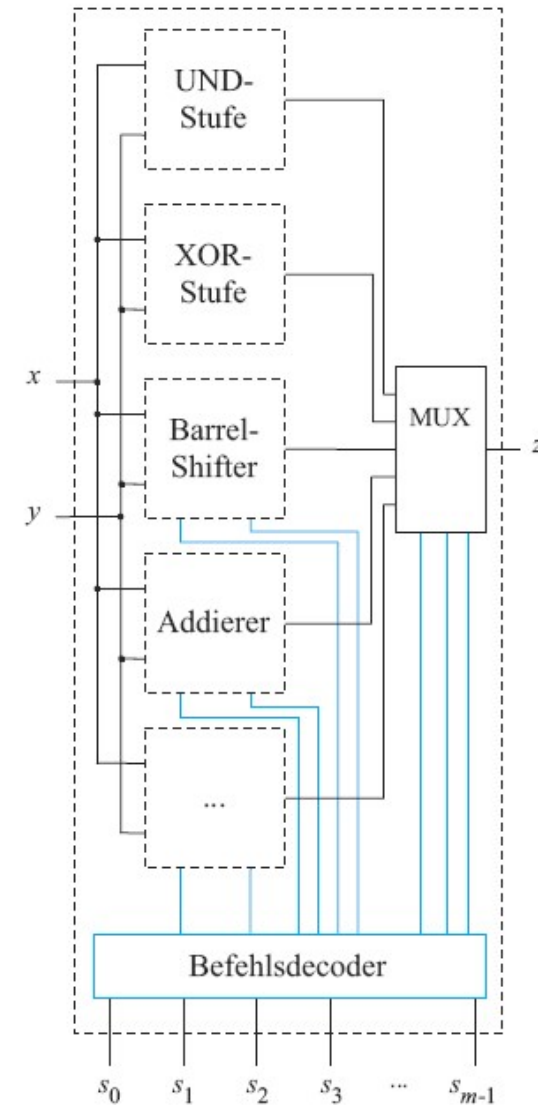 UND-
Stufe
XOR-
Stufe
x
Barrel-
Shifter
MUX
z
y
Addierer
...
Befehlsdecoder
s0 s1 s2 s3 ... sm-1